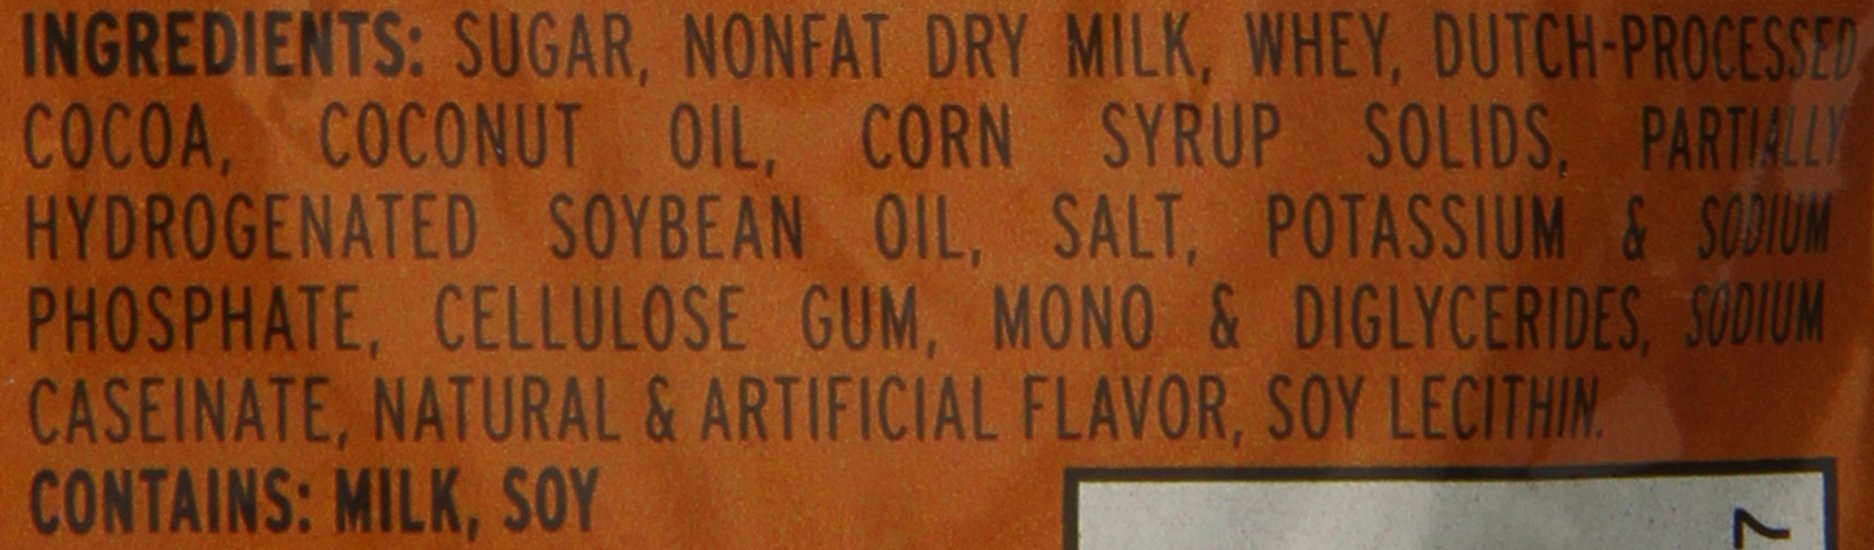 INGREDIENTS: SUGAR, NONFAT DRY MILK, WHEY, DUTCH-PROCESSED
COCOA, COCONUT OIL, CORN SYRUP SOLIDS, PARTIALLY
HYDROGENATED SOYBEAN OIL, SALT, POTASSIUM & SODIUM
PHOSPHATE, CELLULOSE GUM, MONO & DIGLYCERIDES, SODIUM
CASEINATE, NATURAL & ARTIFICIAL FLAVOR, SOY LECITHIN.
CONTAINS: MILK, SOY
7